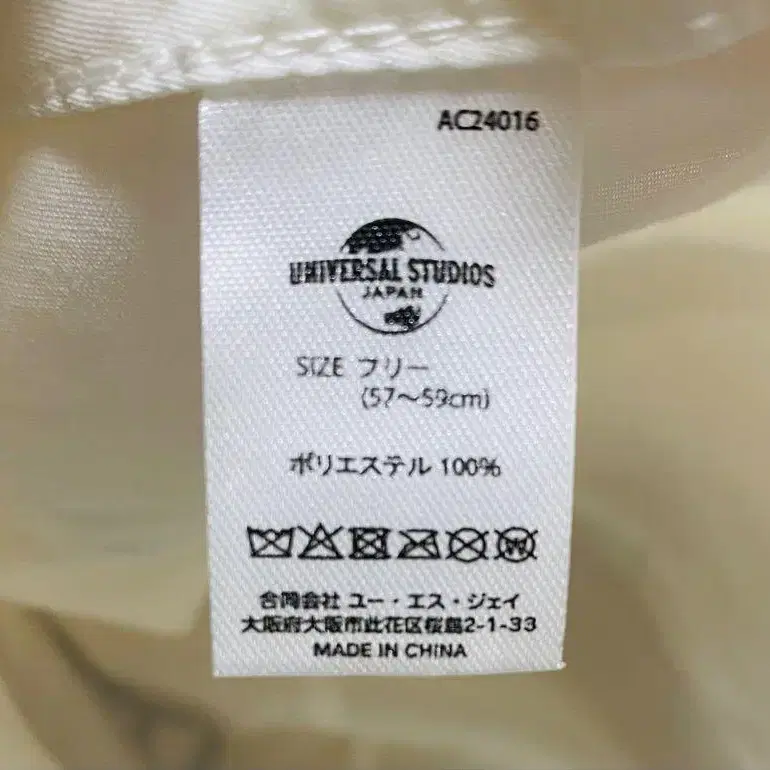 AC24016
UNIVERSAL STUDIOS
JAPAN
SIZE フリー
(57～59cm)
ポリエステル 100%
合同会社 ユー・エス・ジェイ
大阪府大阪市此花区桜島2-1-33
MADE IN CHINA